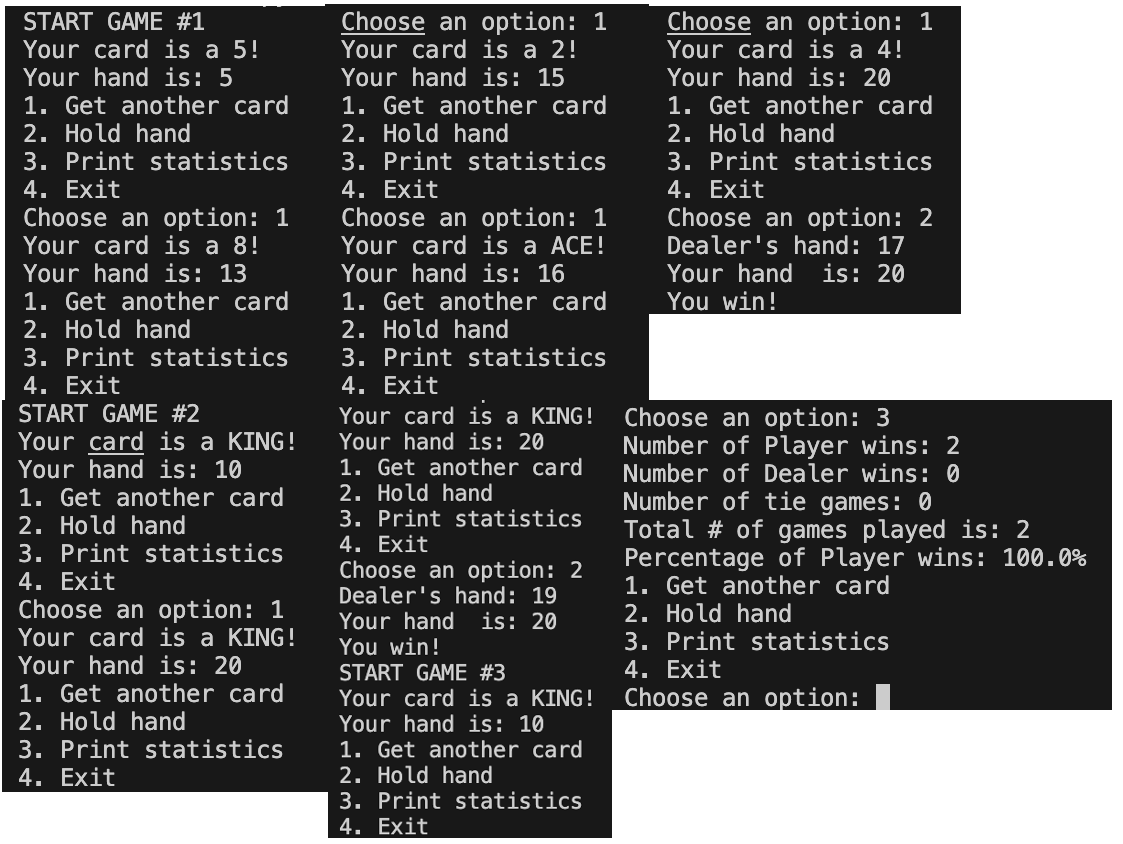 START GAME #1
Your card is a 5!
Your hand is: 5
1. Get another card
2. Hold hand
3. Print statistics
4. Exit
Choose an option: 1
Your card is a 8!
Your hand is: 13
1. Get another card
2. Hold hand
3. Print statistics
4. Exit
Choose an option: 1
Your card is a 2!
Your hand is: 15
1. Get another card
2. Hold hand
3. Print statistics
4. Exit
Choose an option: 1
Your card is a ACE!
Your hand is: 16
1. Get another card
2. Hold hand
3. Print statistics
4. Exit
Choose an option: 1
Your card is a 4!
Your hand is: 20
1. Get another card
2. Hold hand
3. Print statistics
4. Exit
Choose an option: 2
Dealer's hand: 17
Your hand  is: 20
You win!
START GAME #2
Your card is a KING!
Your hand is: 10
1. Get another card
2. Hold hand
3. Print statistics
4. Exit
Choose an option: 1
Your card is a KING!
Your hand is: 20
1. Get another card
2. Hold hand
3. Print statistics
4. Exit
Your card is a KING!
Your hand is: 20
1. Get another card
2. Hold hand
3. Print statistics
4. Exit
Choose an option: 2
Dealer's hand: 19
Your hand  is: 20
You win!
START GAME #3
Your card is a KING!
Your hand is: 10
1. Get another card
2. Hold hand
3. Print statistics
4. Exit
Choose an option: 3
Number of Player wins: 2
Number of Dealer wins: 0
Number of tie games: 0
Total # of games played is: 2
Percentage of Player wins: 100.0%
1. Get another card
2. Hold hand
3. Print statistics
4. Exit
Choose an option: